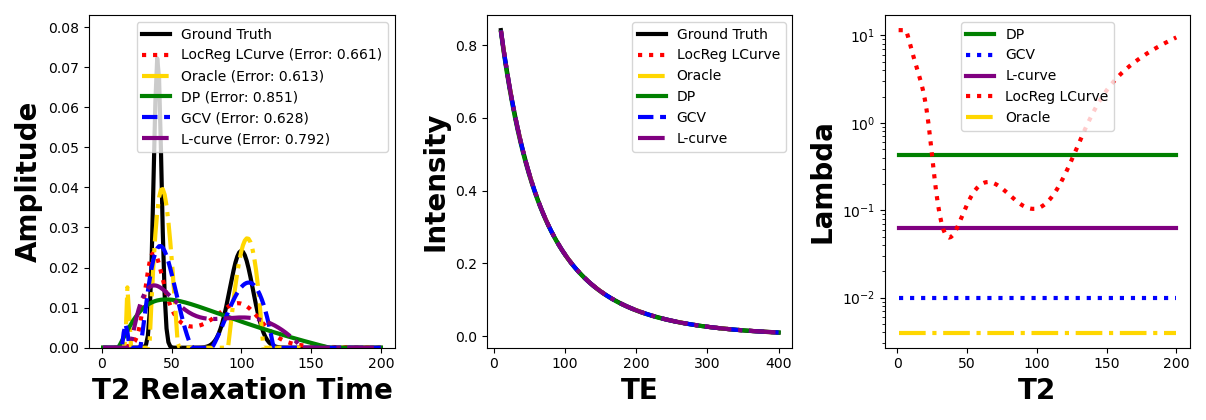 Amplitude
0.08
0.07
0.06
0.05
0.04
0.03
0.02
0.01
0.00
Ground Truth
LocReg LCurve (Error: 0.661)
Oracle (Error: 0.613)
DP (Error: 0.851)
GCV (Error: 0.628)
L-curve (Error: 0.792)
0 50 100 150 200
T2 Relaxation Time
Intensity
0.8
0.6
0.4
0.2
0.0
Ground Truth
LocReg LCurve
Oracle
DP
GCV
L-curve
0 100 200 300 400
TE
Lambda
10¹
10⁰
10⁻¹
10⁻²
DP
GCV
L-curve
LocReg LCurve
Oracle
0 50 100 150 200
T2